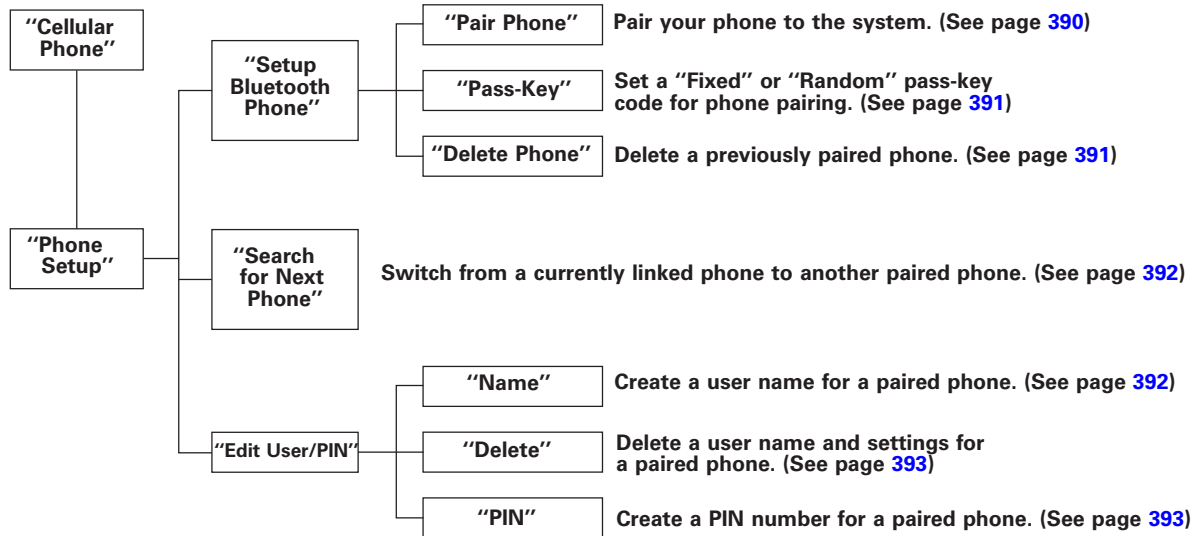 “Cellular
Phone”
“Setup
Bluetooth
Phone”
“Pair Phone”
Pair your phone to the system. (See page 390)
“Pass-Key”
Set a “Fixed” or “Random” pass-key
code for phone pairing. (See page 391)
“Delete Phone”
Delete a previously paired phone. (See page 391)
“Phone
Setup”
“Search
for Next
Phone”
Switch from a currently linked phone to another paired phone. (See page 392)
“Edit User/PIN”
“Name”
Create a user name for a paired phone. (See page 392)
“Delete”
Delete a user name and settings for
a paired phone. (See page 393)
“PIN”
Create a PIN number for a paired phone. (See page 393)